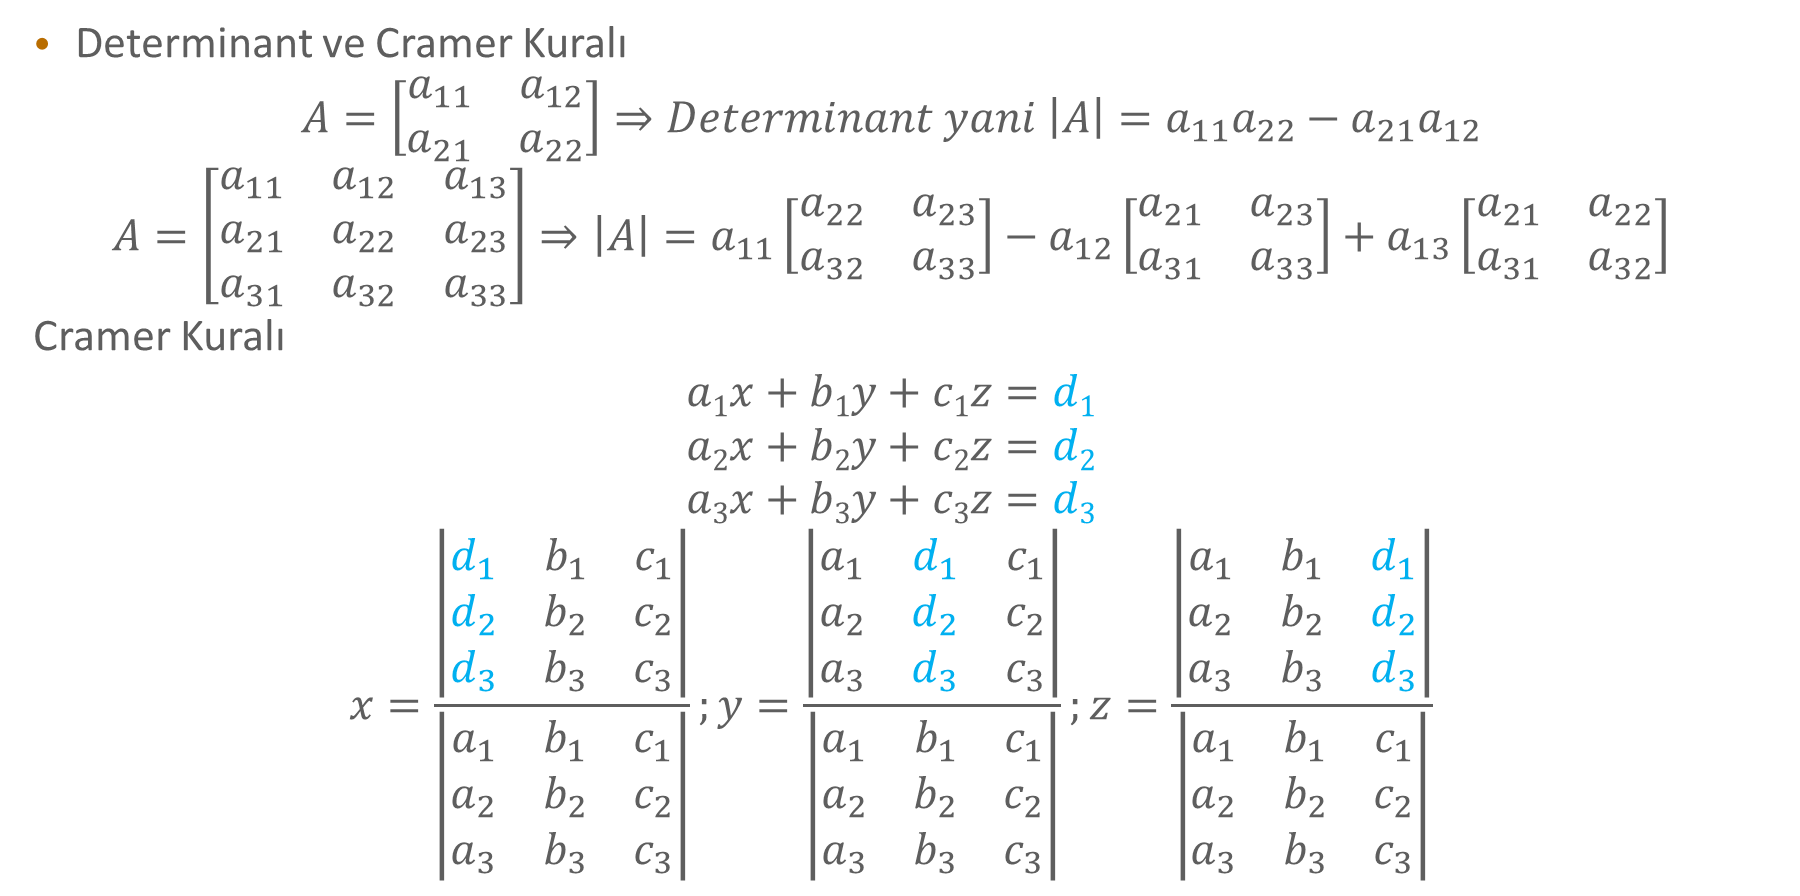 • Determinant ve Cramer Kuralı
A = [a₁₁ a₁₂; a₂₁ a₂₂] ⇒ Determinant yani |A| = a₁₁a₂₂ − a₂₁a₁₂
A = [a₁₁ a₁₂ a₁₃; a₂₁ a₂₂ a₂₃; a₃₁ a₃₂ a₃₃] ⇒ |A| = a₁₁ [a₂₂ a₂₃; a₃₂ a₃₃] − a₁₂ [a₂₁ a₂₃; a₃₁ a₃₃] + a₁₃ [a₂₁ a₂₂; a₃₁ a₃₂]
Cramer Kuralı
a₁x + b₁y + c₁z = d₁
a₂x + b₂y + c₂z = d₂
a₃x + b₃y + c₃z = d₃
x = |d₁ b₁ c₁; d₂ b₂ c₂; d₃ b₃ c₃| / |a₁ b₁ c₁; a₂ b₂ c₂; a₃ b₃ c₃| ; y = |a₁ d₁ c₁; a₂ d₂ c₂; a₃ d₃ c₃| / |a₁ b₁ c₁; a₂ b₂ c₂; a₃ b₃ c₃| ; z = |a₁ b₁ d₁; a₂ b₂ d₂; a₃ b₃ d₃| / |a₁ b₁ c₁; a₂ b₂ c₂; a₃ b₃ c₃|